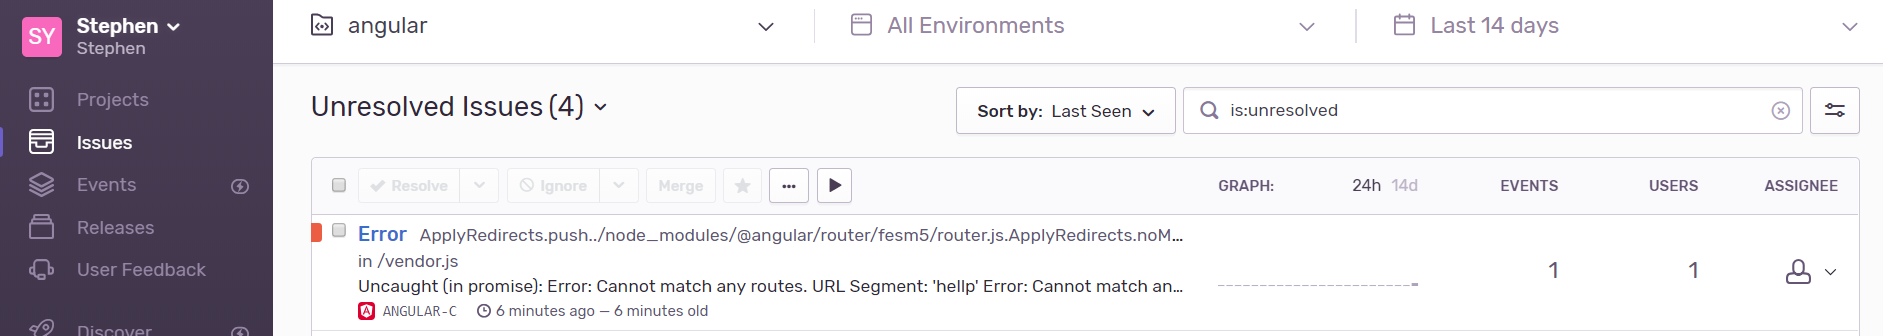 SY Stephen
Stephen
Projects
Issues
Events
Releases
User Feedback
Discover
angular All Environments Last 14 days
Unresolved Issues (4) Sort by: Last Seen is:unresolved
Resolve Ignore Merge GRAPH: 24h 14d EVENTS USERS ASSIGNEE
Error ApplyRedirects.push../node_modules/@angular/router/fesm5/router.js.ApplyRedirects.noM...
in /vendor.js
Uncaught (in promise): Error: Cannot match any routes. URL Segment: 'hellp' Error: Cannot match an... 1 1
ANGULAR-C 6 minutes ago — 6 minutes old